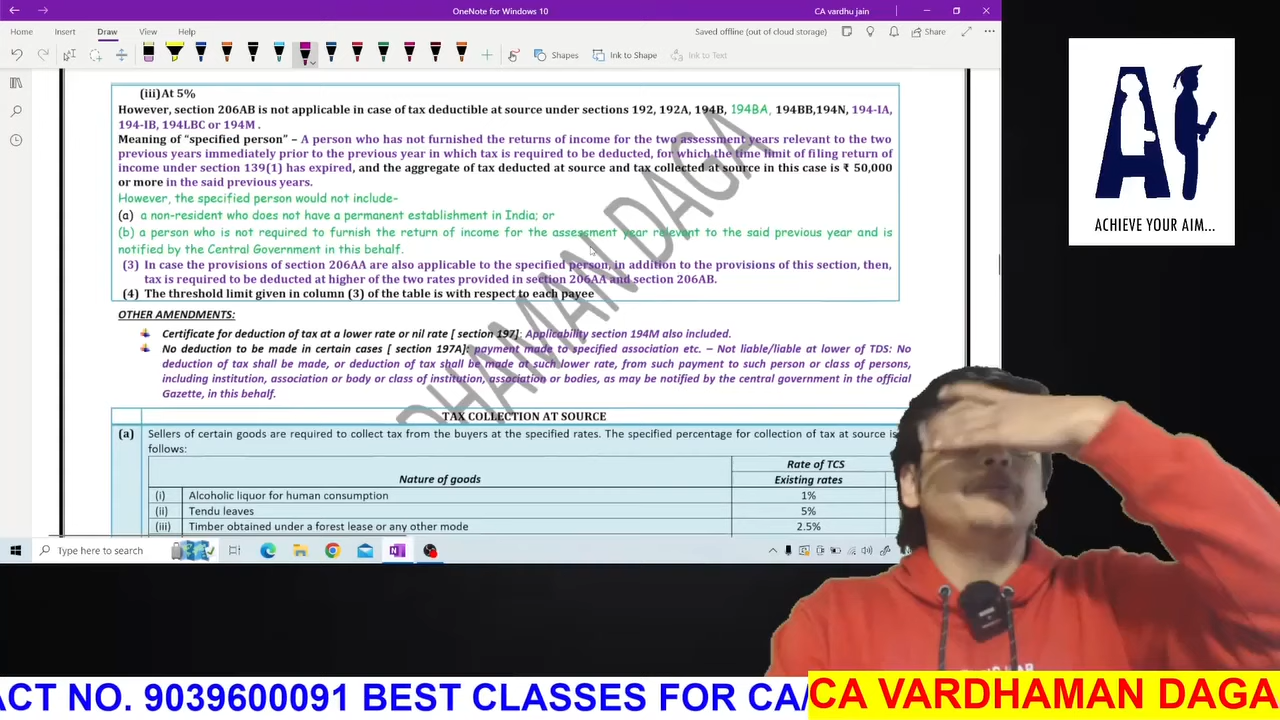 OneNote for Windows 10
CA vardhu jain
Home Insert Draw View Help
Saved offline (out of cloud storage)
Share
Shapes Ink to Shape Ink to Text
(iii)At 5%
However, section 206AB is not applicable in case of tax deductible at source under sections 192, 192A, 194B, 194BA, 194BB,194N, 194-IA,
194-IB, 194LBC or 194M .
Meaning of “specified person” – A person who has not furnished the returns of income for the two assessment years relevant to the two
previous years immediately prior to the previous year in which tax is required to be deducted, for which the time limit of filing return of
income under section 139(1) has expired, and the aggregate of tax deducted at source and tax collected at source in this case is ₹ 50,000
or more in the said previous years.
However, the specified person would not include-
(a) a non-resident who does not have a permanent establishment in India; or
(b) a person who is not required to furnish the return of income for the assessment year relevant to the said previous year and is
notified by the Central Government in this behalf.
(3) In case the provisions of section 206AA are also applicable to the specified person, in addition to the provisions of this section, then,
tax is required to be deducted at higher of the two rates provided in section 206AA and section 206AB.
(4) The threshold limit given in column (3) of the table is with respect to each payee
OTHER AMENDMENTS:
Certificate for deduction of tax at a lower rate or nil rate [ section 197]: Applicability section 194M also included.
No deduction to be made in certain cases [ section 197A]: payment made to specified association etc. – Not liable/liable at lower of TDS: No
deduction of tax shall be made, or deduction of tax shall be made at such lower rate, from such payment to such person or class of persons,
including institution, association or body or class of institution, association or bodies, as may be notified by the central government in the official
Gazette, in this behalf.
TAX COLLECTION AT SOURCE
(a) Sellers of certain goods are required to collect tax from the buyers at the specified rates. The specified percentage for collection of tax at source is
follows:
Nature of goods
Rate of TCS
Existing rates
(i) Alcoholic liquor for human consumption 1%
(ii) Tendu leaves 5%
(iii) Timber obtained under a forest lease or any other mode 2.5%
HAMAN DAGA
Type here to search
ACHIEVE YOUR AIM...
ACT NO. 9039600091 BEST CLASSES FOR CA/
CA VARDHAMAN DAGA